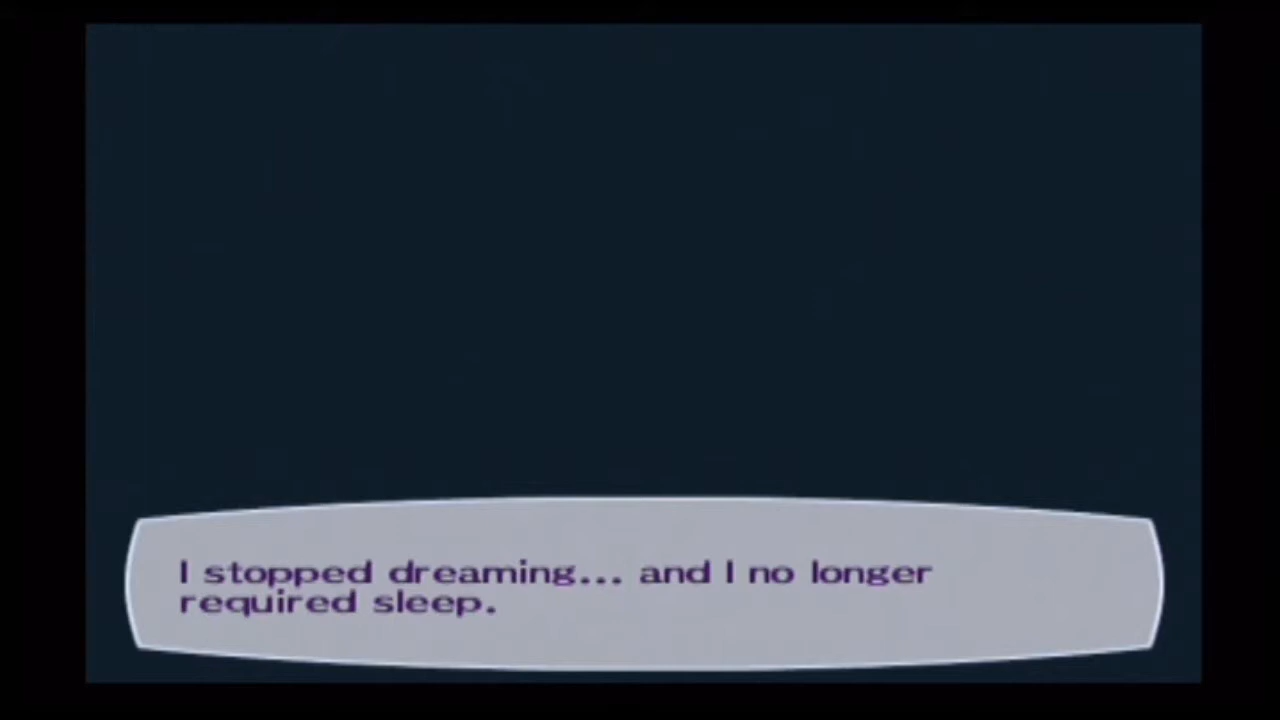 I stopped dreaming... and I no longer
required sleep.